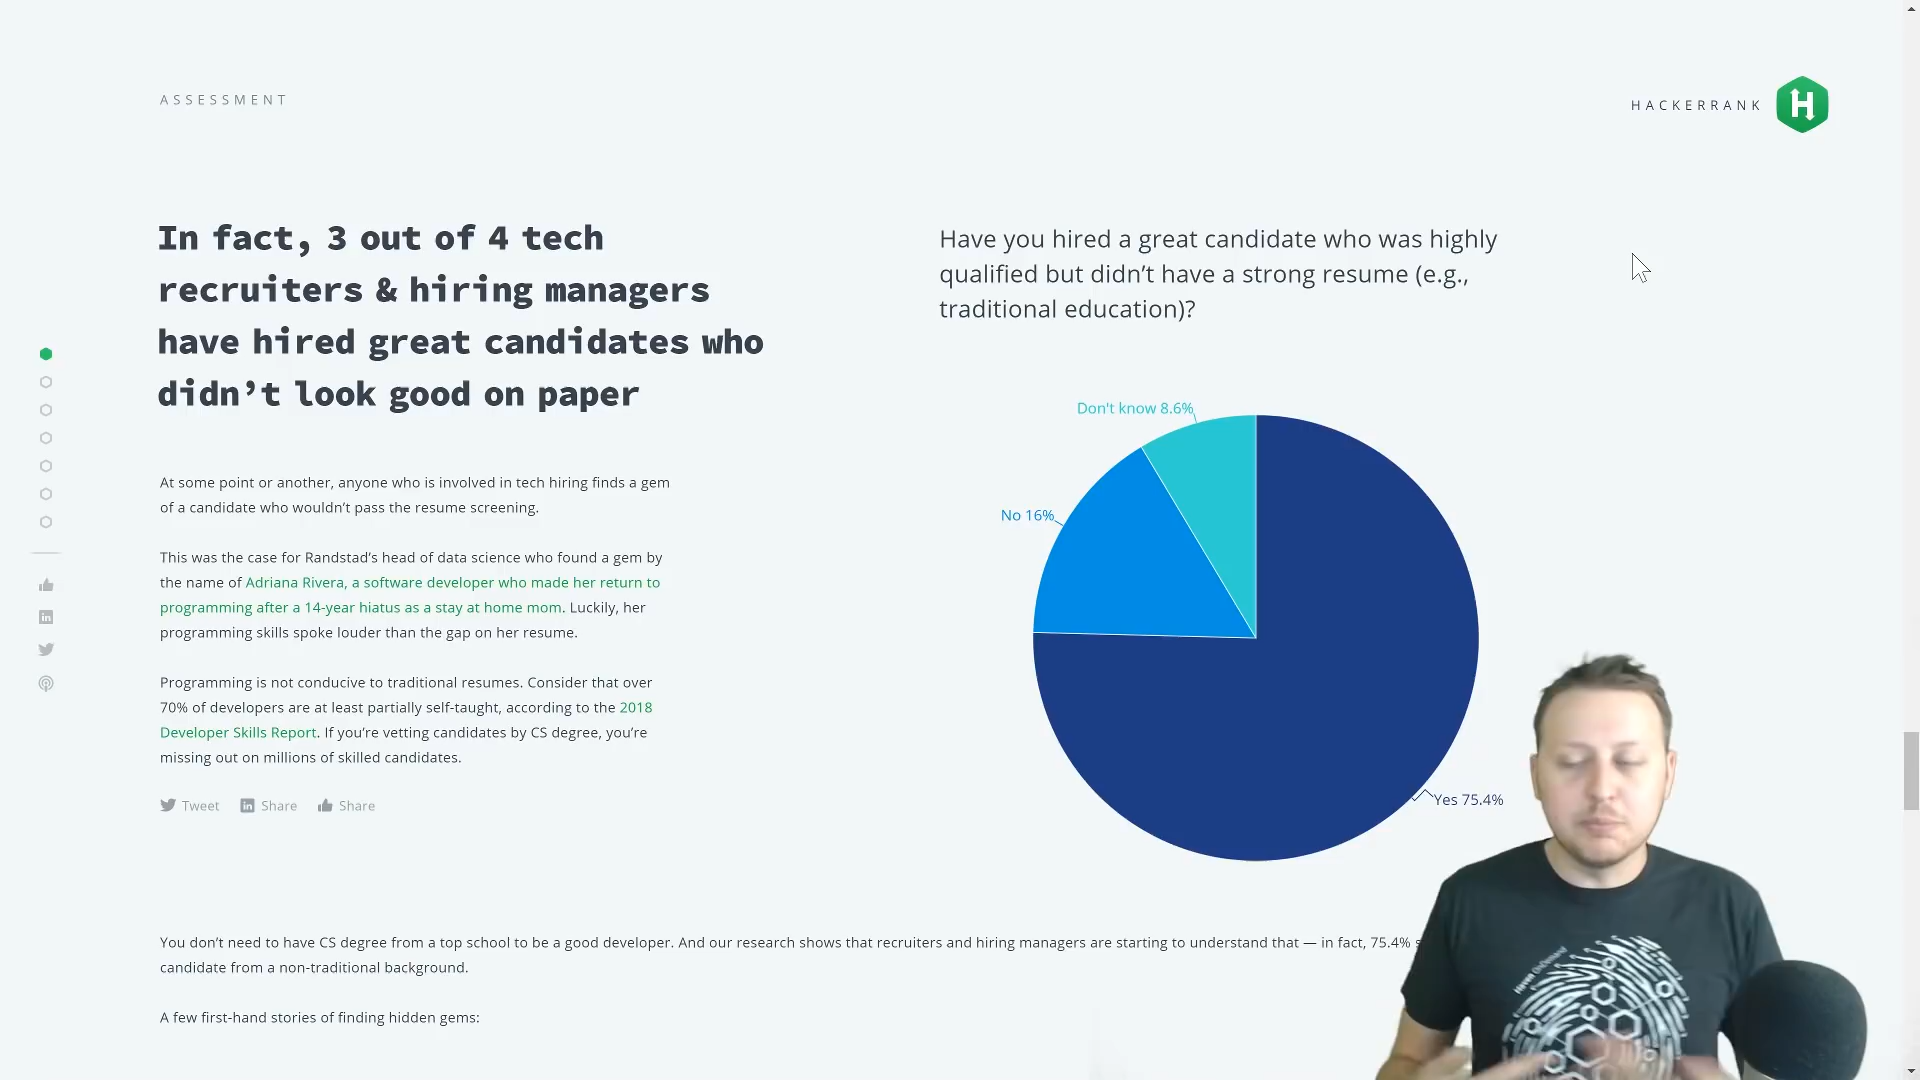 ASSESSMENT
HACKERRANK
H
In fact, 3 out of 4 tech
recruiters & hiring managers
have hired great candidates who
didn’t look good on paper
At some point or another, anyone who is involved in tech hiring finds a gem
of a candidate who wouldn’t pass the resume screening.
This was the case for Randstad’s head of data science who found a gem by
the name of Adriana Rivera, a software developer who made her return to
programming after a 14-year hiatus as a stay at home mom. Luckily, her
programming skills spoke louder than the gap on her resume.
Programming is not conducive to traditional resumes. Consider that over
70% of developers are at least partially self-taught, according to the 2018
Developer Skills Report. If you’re vetting candidates by CS degree, you’re
missing out on millions of skilled candidates.
Tweet Share Share
Have you hired a great candidate who was highly
qualified but didn’t have a strong resume (e.g.,
traditional education)?
Don't know 8.6%
No 16%
Yes 75.4%
You don’t need to have CS degree from a top school to be a good developer. And our research shows that recruiters and hiring managers are starting to understand that — in fact, 75.4%
candidate from a non-traditional background.
A few first-hand stories of finding hidden gems: